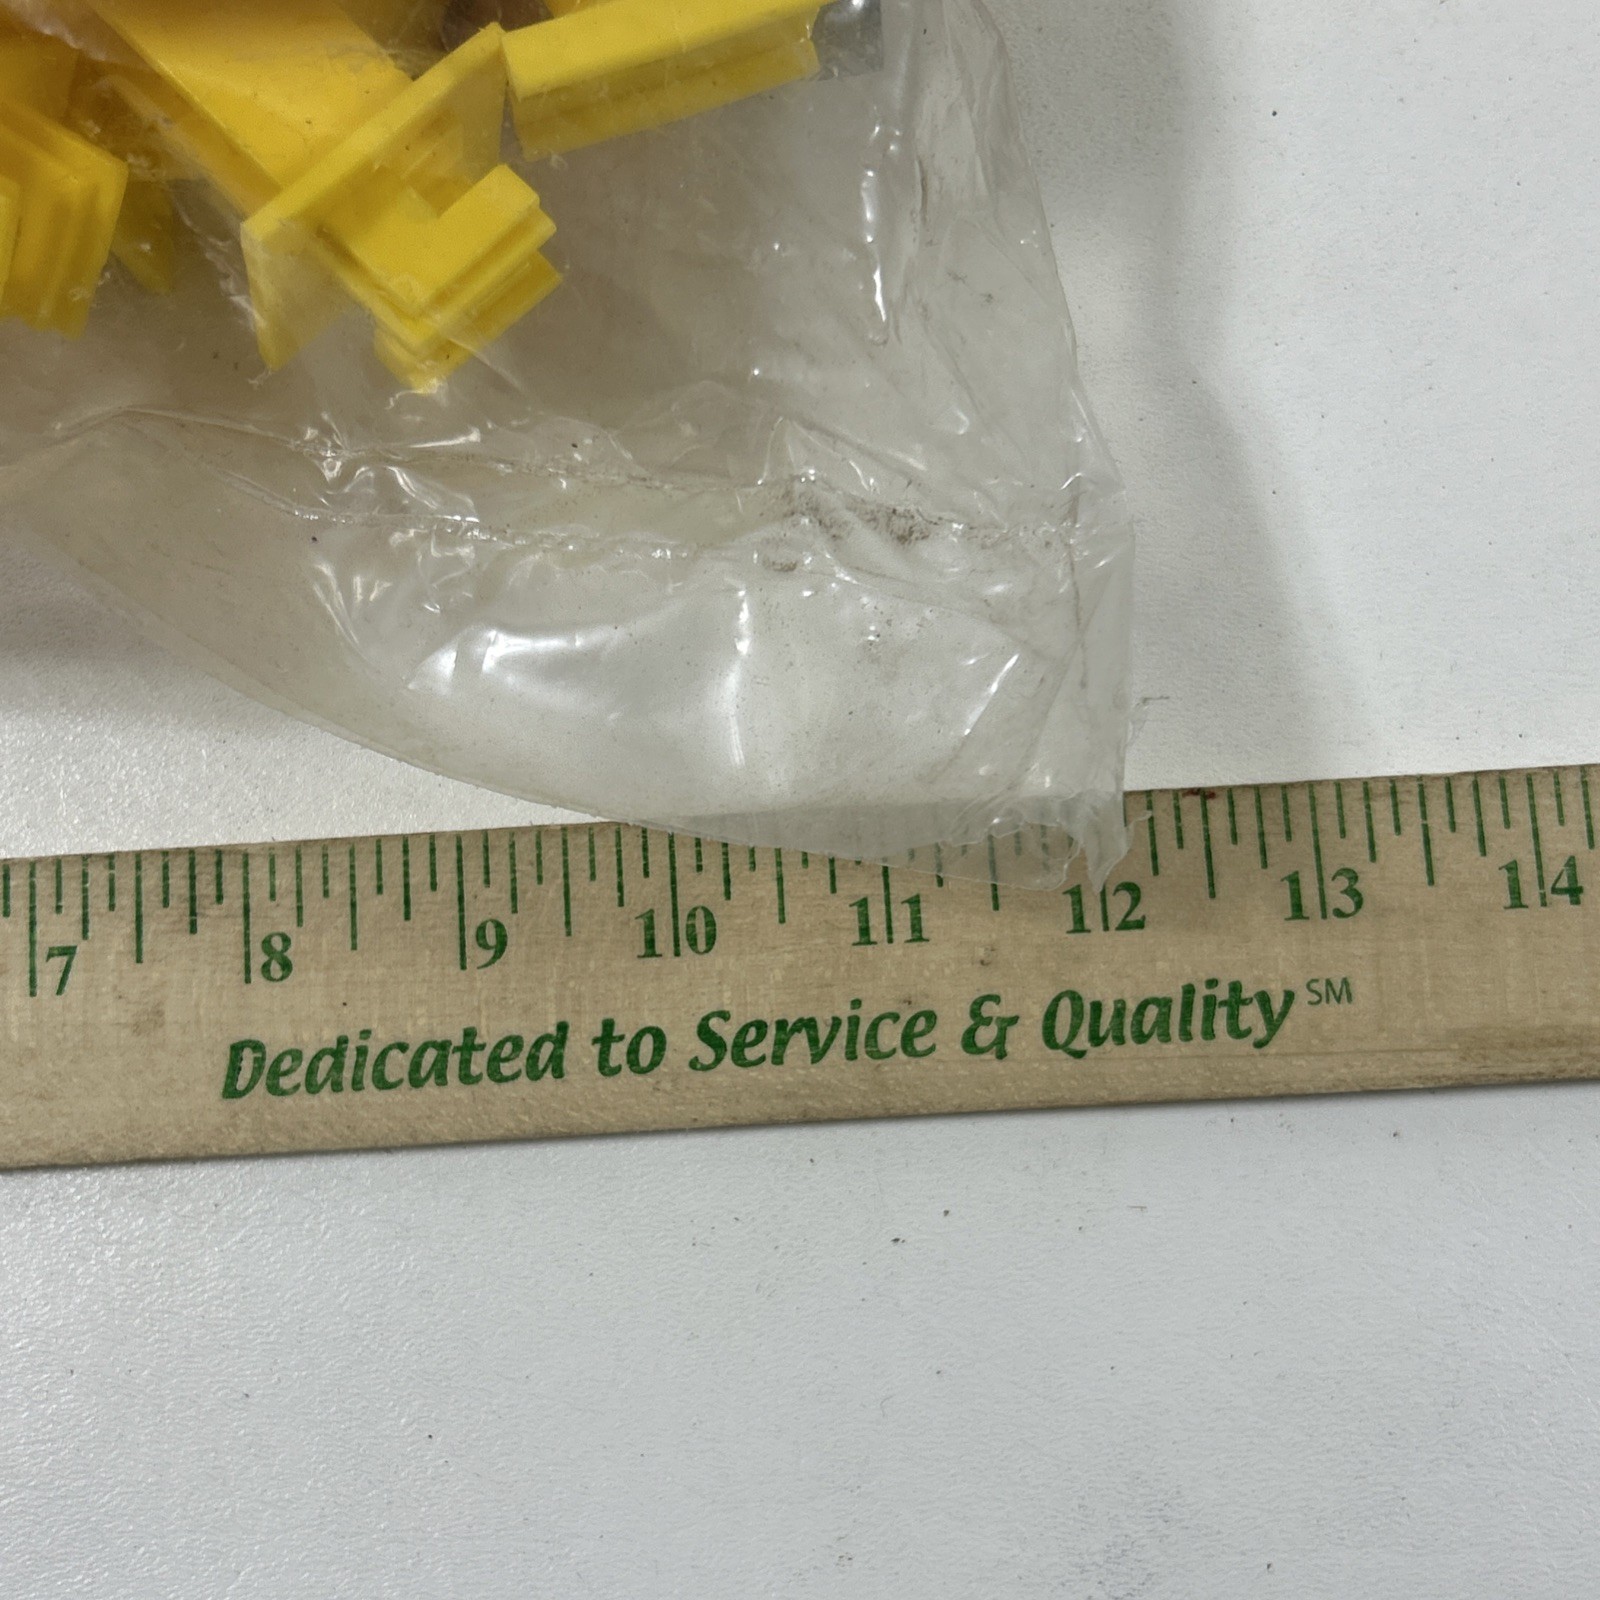 7 8 9 10 11 12 13 14
Dedicated to Service & Quality SM